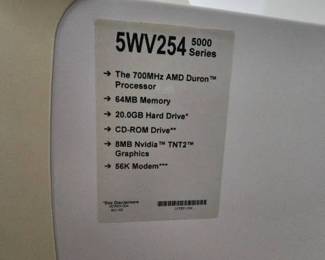 5WV254 5000
Series
→ The 700MHz AMD Duron™
Processor
→ 64MB Memory
→ 20.0GB Hard Drive*
→ CD-ROM Drive**
→ 8MB Nvidia™ TNT2™
Graphics
→ 56K Modem***